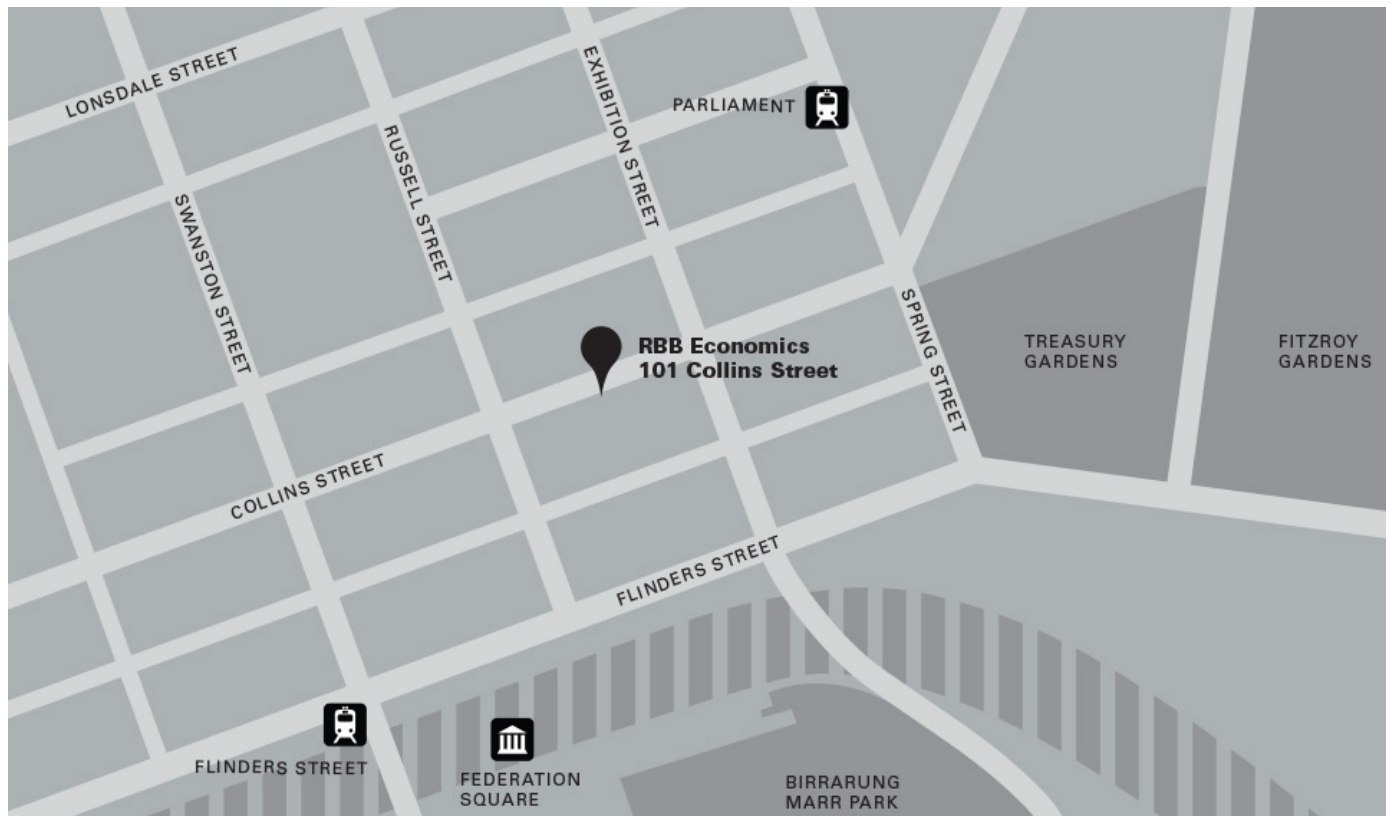 LONSDALE STREET
EXHIBITION STREET
PARLIAMENT
RUSSELL STREET
SWANSTON STREET
SPRING STREET
RBB Economics
101 Collins Street
TREASURY
GARDENS
FITZROY
GARDENS
COLLINS STREET
FLINDERS STREET
FLINDERS STREET
FEDERATION
SQUARE
BIRRARUNG
MARR PARK